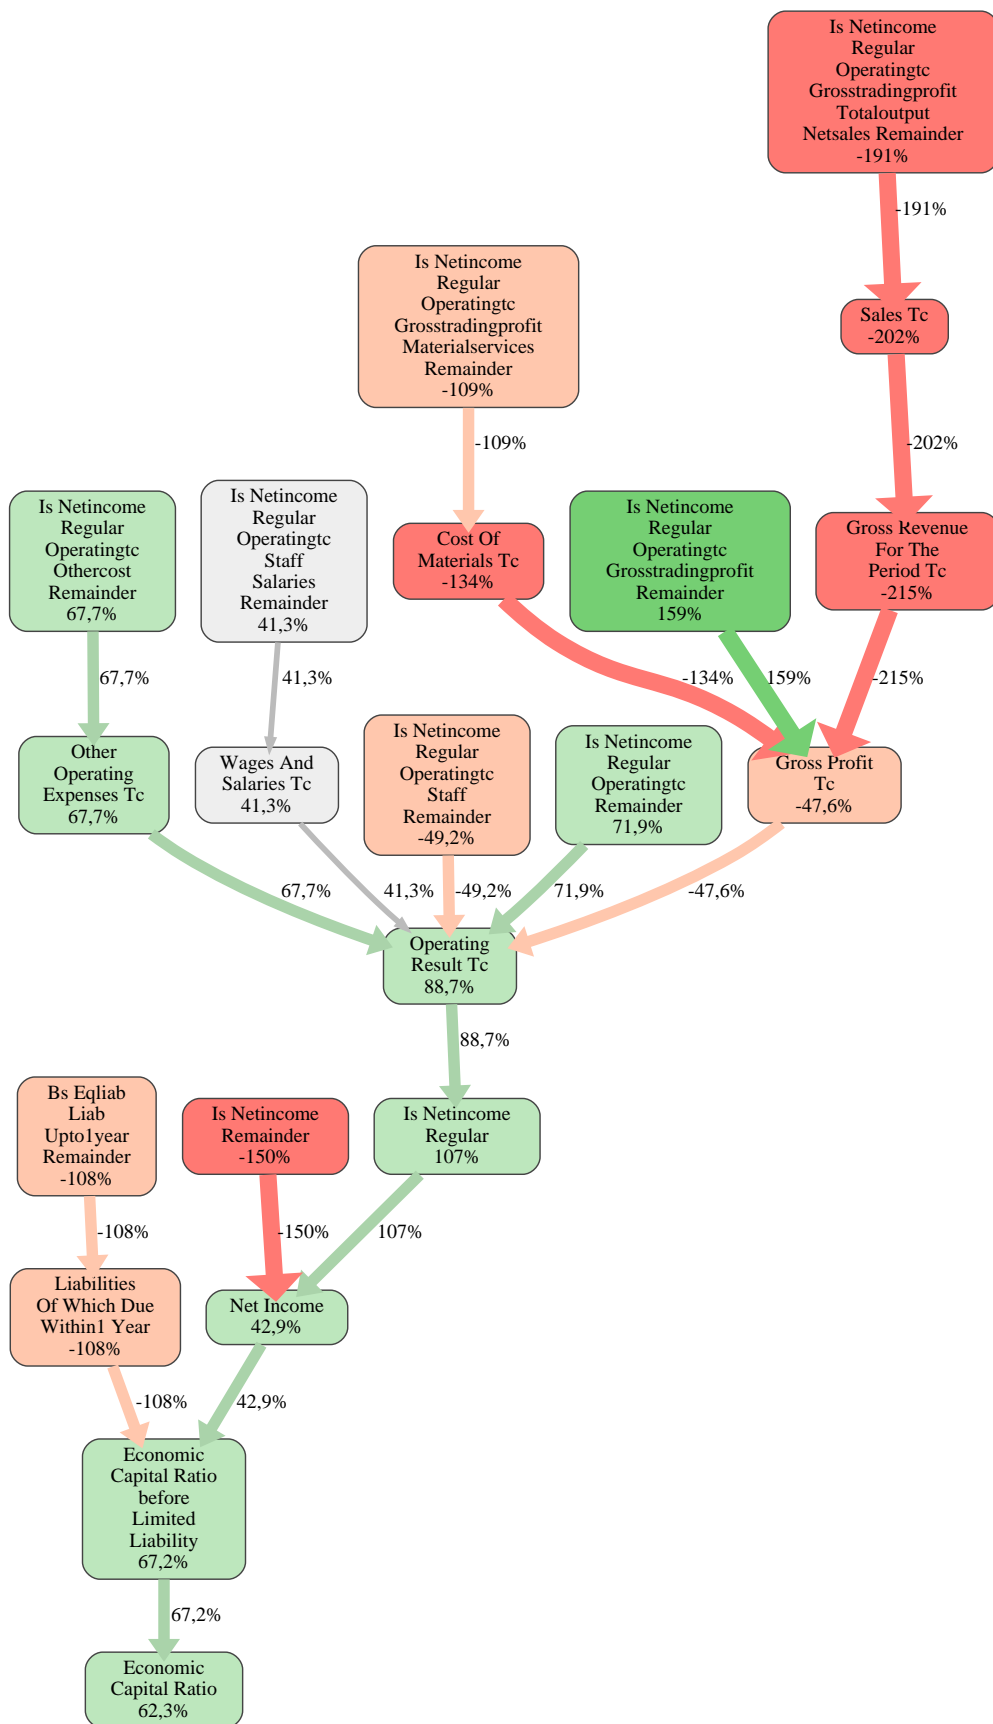 Is Netincome
Regular
Operatingtc
Grosstradingprofit
Totaloutput
Netsales Remainder
-191%
-191%
Sales Tc
-202%
-202%
Is Netincome
Regular
Operatingtc
Grosstradingprofit
Materialservices
Remainder
-109%
-109%
Is Netincome
Regular
Operatingtc
Othercost
Remainder
67,7%
67,7%
Is Netincome
Regular
Operatingtc
Staff
Salaries
Remainder
41,3%
41,3%
Cost Of
Materials Tc
-134%
-134%
Is Netincome
Regular
Operatingtc
Grosstradingprofit
Remainder
159%
159%
Gross Revenue
For The
Period Tc
-215%
-215%
Other
Operating
Expenses Tc
67,7%
67,7%
Wages And
Salaries Tc
41,3%
41,3%
Is Netincome
Regular
Operatingtc
Staff
Remainder
-49,2%
-49,2%
Is Netincome
Regular
Operatingtc
Remainder
71,9%
71,9%
Gross Profit
Tc
-47,6%
-47,6%
Operating
Result Tc
88,7%
88,7%
Bs Eqliab
Liab
Upto1year
Remainder
-108%
-108%
Is Netincome
Remainder
-150%
-150%
Is Netincome
Regular
107%
107%
Liabilities
Of Which Due
Within1 Year
-108%
-108%
Net Income
42,9%
42,9%
Economic
Capital Ratio
before
Limited
Liability
67,2%
67,2%
Economic
Capital Ratio
62,3%